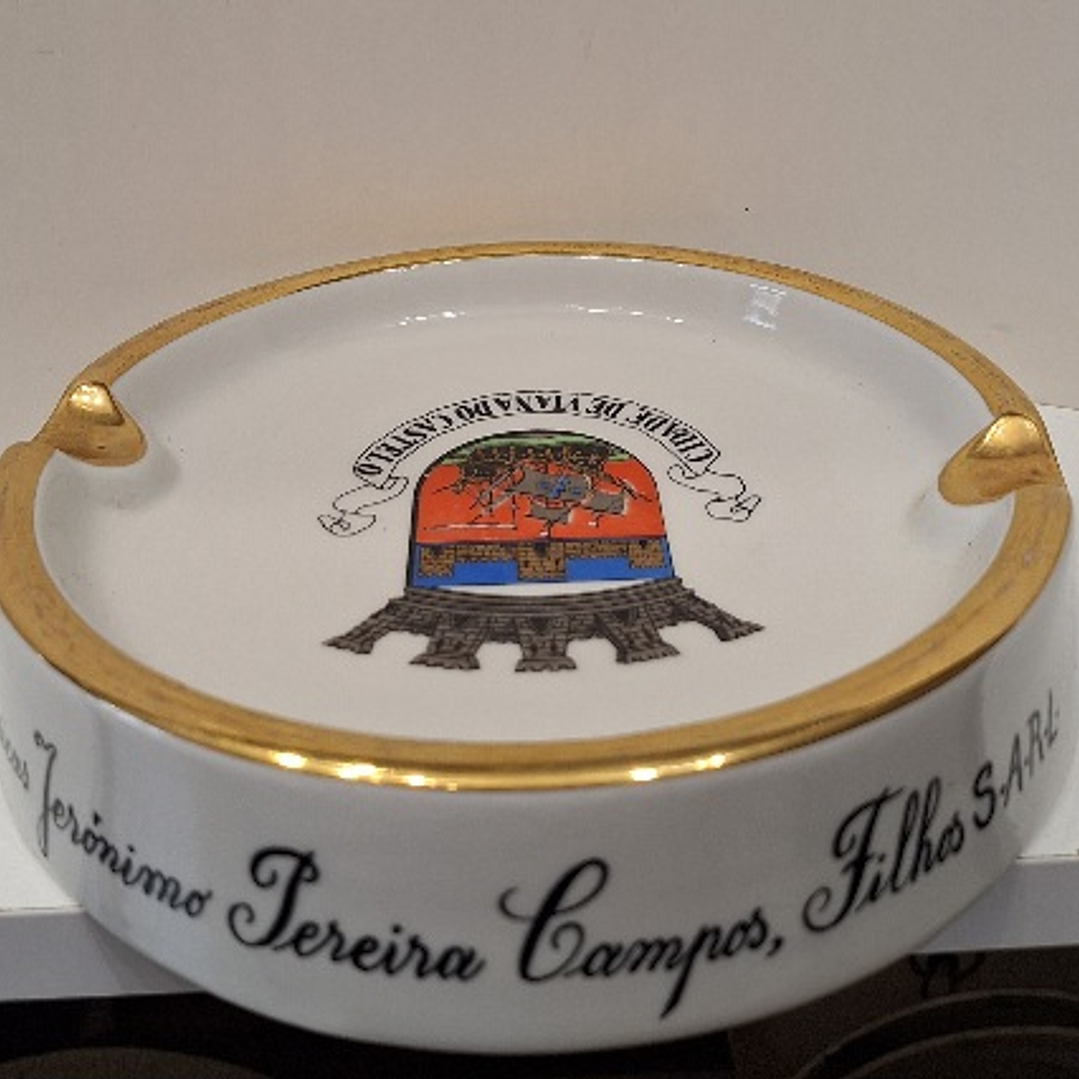 CIDADE DE VIANA DO CASTELO
Jerónimo Pereira Campos, Filhos S.A.R.L.